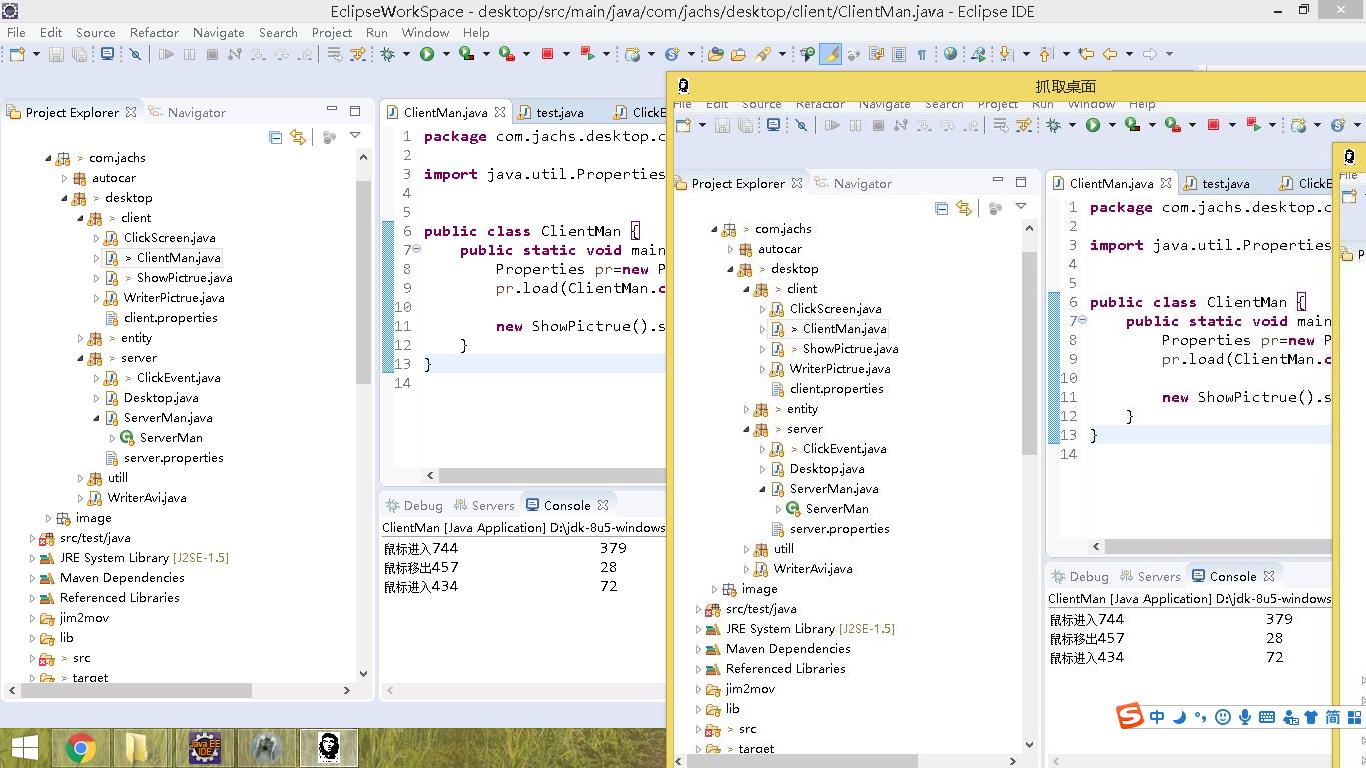 EclipseWorkSpace - desktop/src/main/java/com/jachs/desktop/client/ClientMan.java - Eclipse IDE
File Edit Source Refactor Navigate Search Project Run Window Help
Project Explorer Navigator
> com.jachs
autocar
> desktop
> client
ClickScreen.java
> ClientMan.java
> ShowPictrue.java
WriterPictrue.java
client.properties
> entity
> server
> ClickEvent.java
Desktop.java
ServerMan.java
ServerMan
server.properties
utill
WriterAvi.java
image
src/test/java
JRE System Library [J2SE-1.5]
Maven Dependencies
Referenced Libraries
jim2mov
lib
> src
> target
ClientMan.java test.java ClickE
1 package com.jachs.desktop.c
2
3 import java.util.Properties
4
5
6 public class ClientMan {
7 public static void main
8 Properties pr=new P
9 pr.load(ClientMan.c
10
11 new ShowPictrue().s
12 }
13 }
14
Debug Servers Console
ClientMan [Java Application] D:\jdk-8u5-windows
鼠标进入744 379
鼠标移出457 28
鼠标进入434 72
抓取桌面
File Edit Source Refactor Navigate Search Project Run Window Help
Project Explorer Navigator
> com.jachs
autocar
> desktop
> client
ClickScreen.java
> ClientMan.java
> ShowPictrue.java
WriterPictrue.java
client.properties
> entity
> server
> ClickEvent.java
Desktop.java
ServerMan.java
ServerMan
server.properties
utill
WriterAvi.java
image
src/test/java
JRE System Library [J2SE-1.5]
Maven Dependencies
Referenced Libraries
jim2mov
lib
> src
> target
ClientMan.java test.java ClickE
1 package com.jachs.desktop.c
2
3 import java.util.Properties
4
5
6 public class ClientMan {
7 public static void main
8 Properties pr=new P
9 pr.load(ClientMan.c
10
11 new ShowPictrue().s
12 }
13 }
14
Debug Servers Console
ClientMan [Java Application] D:\jdk-8u5-windows
鼠标进入744 379
鼠标移出457 28
鼠标进入434 72
File
P
S 中 简
Java EE
IDE